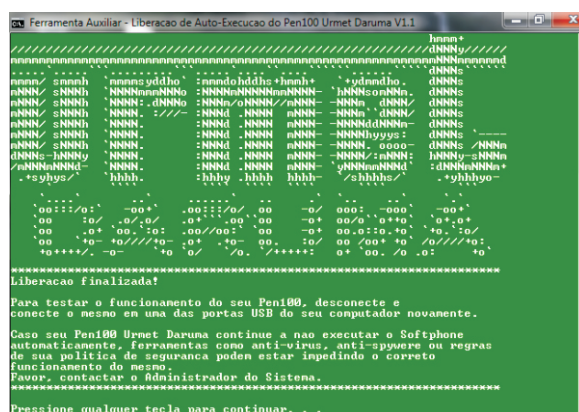 Ferramenta Auxiliar - Liberacao de Auto-Execucao do Pen100 Urmet Daruma V1.1
urmet
Daruma
Liberacao finalizada!
Para testar o funcionamento do seu Pen100, desconecte e
conecte o mesmo em uma das portas USB do seu computador novamente.
Caso seu Pen100 Urmet Daruma continue a nao executar o Softphone
automaticamente, ferramentas como anti-virus, anti-spywere ou regras
de sua politica de seguranca podem estar impedindo o correto
funcionamento do mesmo.
Favor, contactar o Administrador do Sistema.
Pressione qualquer tecla para continuar. . .